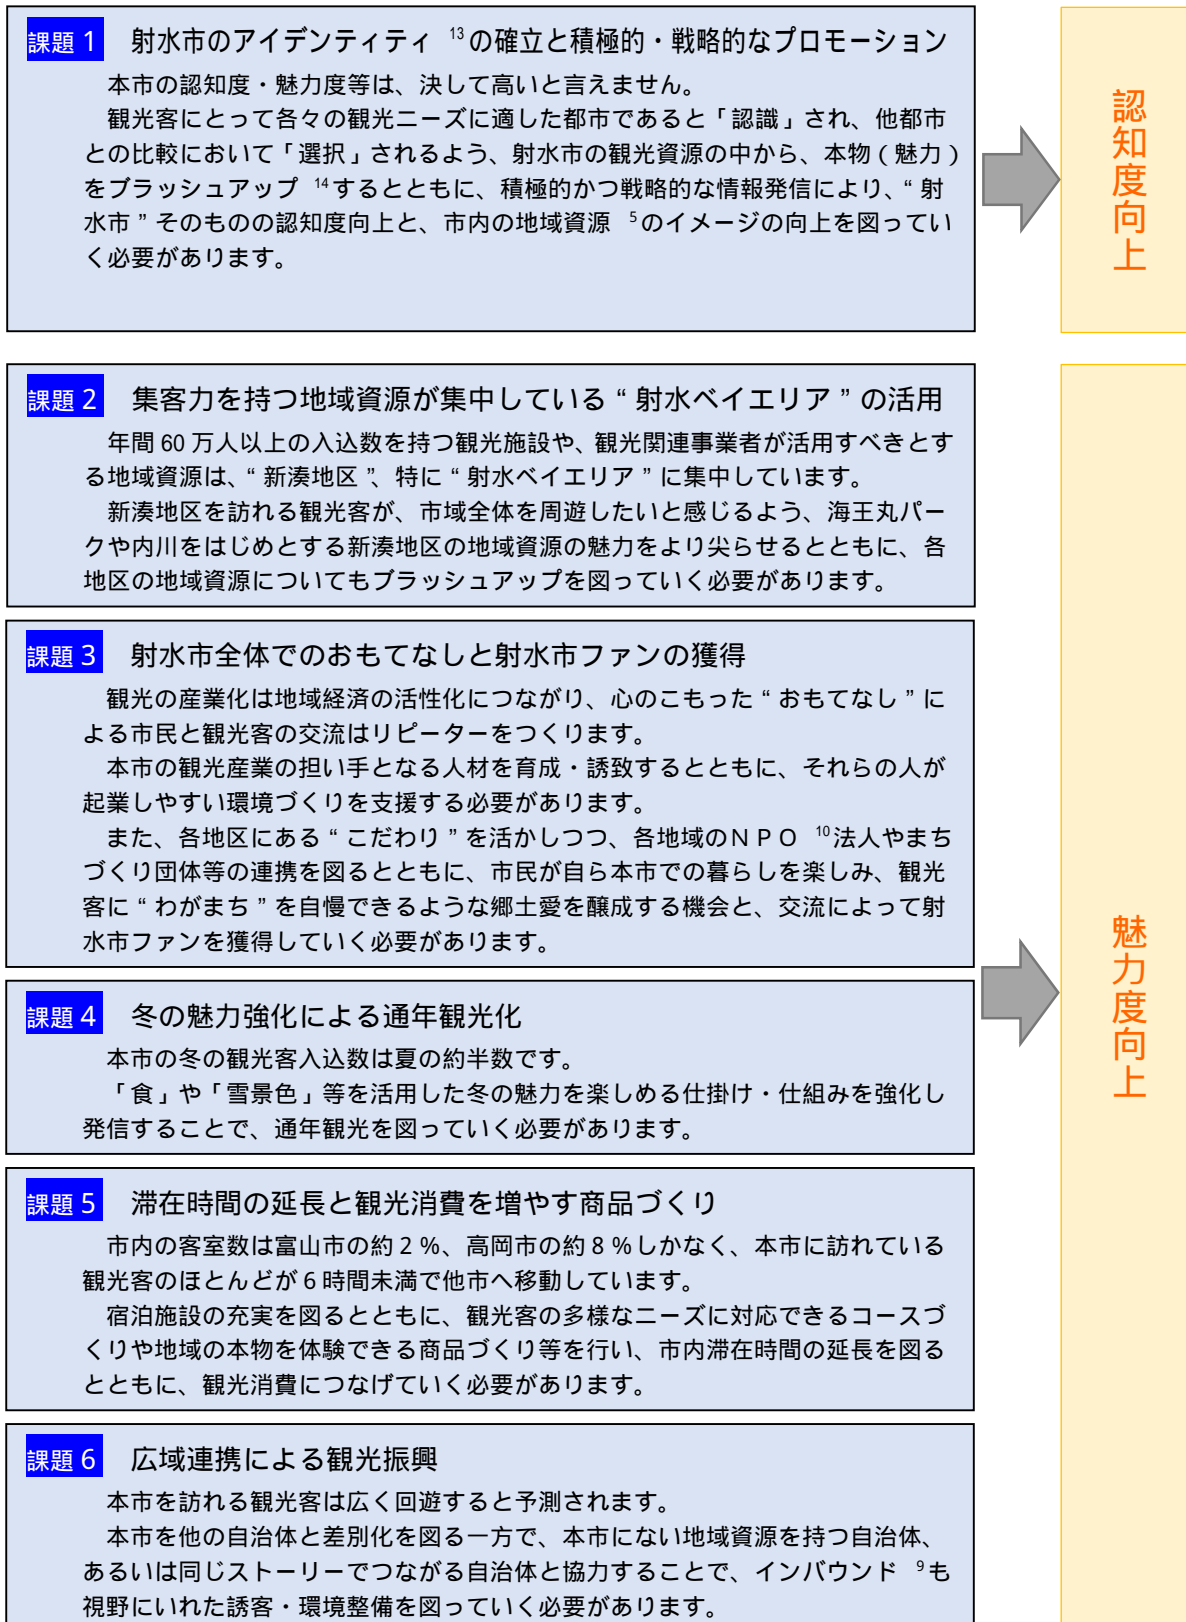 課題1　射水市のアイデンティティ 13の確立と積極的・戦略的なプロモーション
本市の認知度・魅力度等は、決して高いと言えません。
観光客にとって各々の観光ニーズに適した都市であると「認識」され、他都市
との比較において「選択」されるよう、射水市の観光資源の中から、本物(魅力)
をブラッシュアップ 14するとともに、積極的かつ戦略的な情報発信により、“射
水市”そのものの認知度向上と、市内の地域資源 5のイメージの向上を図ってい
く必要があります。
認知度向上
課題2　集客力を持つ地域資源が集中している“射水ベイエリア”の活用
年間60万人以上の入込数を持つ観光施設や、観光関連事業者が活用すべきとす
る地域資源は、“新湊地区”、特に“射水ベイエリア”に集中しています。
新湊地区を訪れる観光客が、市域全体を周遊したいと感じるよう、海王丸パー
クや内川をはじめとする新湊地区の地域資源の魅力をより尖らせるとともに、各
地区の地域資源についてもブラッシュアップを図っていく必要があります。
課題3　射水市全体でのおもてなしと射水市ファンの獲得
観光の産業化は地域経済の活性化につながり、心のこもった“おもてなし”に
よる市民と観光客の交流はリピーターをつくります。
本市の観光産業の担い手となる人材を育成・誘致するとともに、それらの人が
起業しやすい環境づくりを支援する必要があります。
また、各地区にある“こだわり”を活かしつつ、各地域のNPO 10法人やまち
づくり団体等の連携を図るとともに、市民が自ら本市での暮らしを楽しみ、観光
客に“わがまち”を自慢できるような郷土愛を醸成する機会と、交流によって射
水市ファンを獲得していく必要があります。
課題4　冬の魅力強化による通年観光化
本市の冬の観光客入込数は夏の約半数です。
「食」や「雪景色」等を活用した冬の魅力を楽しめる仕掛け・仕組みを強化し
発信することで、通年観光を図っていく必要があります。
課題5　滞在時間の延長と観光消費を増やす商品づくり
市内の客室数は富山市の約2%、高岡市の約8%しかなく、本市に訪れている
観光客のほとんどが6時間未満で他市へ移動しています。
宿泊施設の充実を図るとともに、観光客の多様なニーズに対応できるコースづ
くりや地域の本物を体験できる商品づくり等を行い、市内滞在時間の延長を図る
とともに、観光消費につなげていく必要があります。
課題6　広域連携による観光振興
本市を訪れる観光客は広く回遊すると予測されます。
本市を他の自治体と差別化を図る一方で、本市にない地域資源を持つ自治体、
あるいは同じストーリーでつながる自治体と協力することで、インバウンド 9も
視野にいれた誘客・環境整備を図っていく必要があります。
魅力度向上